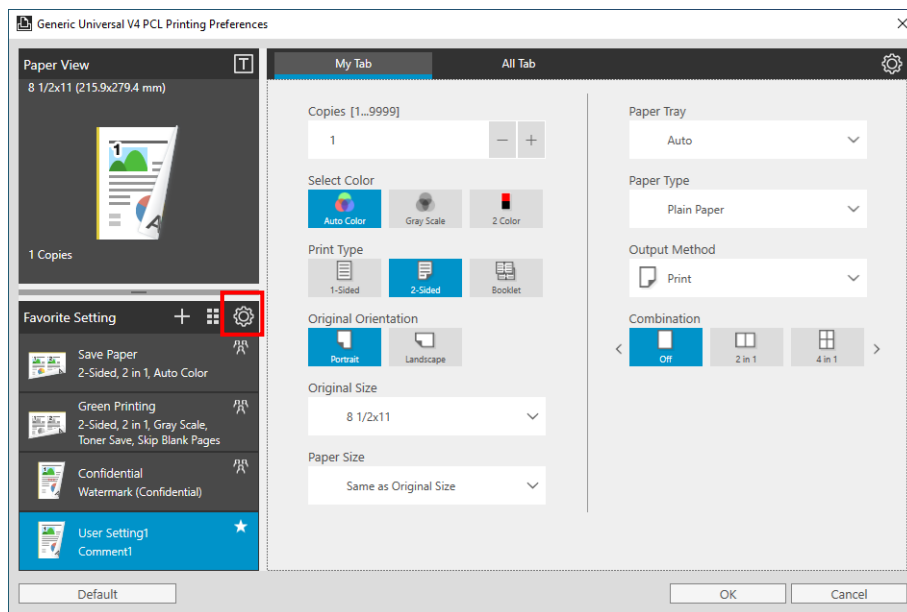 Generic Universal V4 PCL Printing Preferences
Paper View
T
8 1/2x11 (215.9x279.4 mm)
1
A
1 Copies
Favorite Setting
Save Paper
2-Sided, 2 in 1, Auto Color
Green Printing
2-Sided, 2 in 1, Gray Scale,
Toner Save, Skip Blank Pages
Confidential
Watermark (Confidential)
User Setting1
Comment1
My Tab
All Tab
Copies [1...9999]
1
Select Color
Auto Color
Gray Scale
2 Color
Print Type
1-Sided
2-Sided
Booklet
Original Orientation
Portrait
Landscape
Original Size
8 1/2x11
Paper Size
Same as Original Size
Paper Tray
Auto
Paper Type
Plain Paper
Output Method
Print
Combination
Off
2 in 1
4 in 1
Default
OK
Cancel